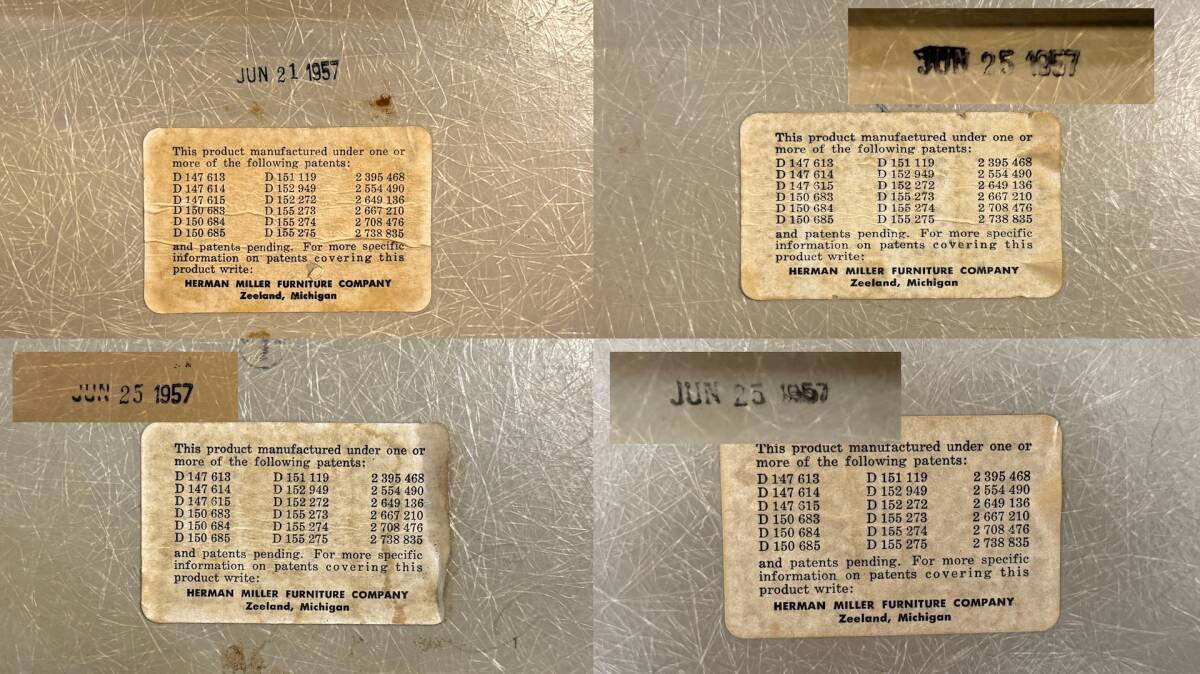 JUN 21 1957
This product manufactured under one or
more of the following patents:
D 147 613 D 151 119 2 395 468
D 147 614 D 152 949 2 554 490
D 147 615 D 152 272 2 649 136
D 150 683 D 155 273 2 667 210
D 150 684 D 155 274 2 708 476
D 150 685 D 155 275 2 738 835
and patents pending. For more specific
information on patents covering this
product write:
HERMAN MILLER FURNITURE COMPANY
Zeeland, Michigan
JUN 25 1957
This product manufactured under one or
more of the following patents:
D 147 613 D 151 119 2 395 468
D 147 614 D 152 949 2 554 490
D 147 615 D 152 272 2 649 136
D 150 683 D 155 273 2 667 210
D 150 684 D 155 274 2 708 476
D 150 685 D 155 275 2 738 835
and patents pending. For more specific
information on patents covering this
product write:
HERMAN MILLER FURNITURE COMPANY
Zeeland, Michigan
JUN 25 1957
This product manufactured under one or
more of the following patents:
D 147 613 D 151 119 2 395 468
D 147 614 D 152 949 2 554 490
D 147 615 D 152 272 2 649 136
D 150 683 D 155 273 2 667 210
D 150 684 D 155 274 2 708 476
D 150 685 D 155 275 2 738 835
and patents pending. For more specific
information on patents covering this
product write:
HERMAN MILLER FURNITURE COMPANY
Zeeland, Michigan
JUN 25 1957
This product manufactured under one or
more of the following patents:
D 147 613 D 151 119 2 395 468
D 147 614 D 152 949 2 554 490
D 147 615 D 152 272 2 649 136
D 150 683 D 155 273 2 667 210
D 150 684 D 155 274 2 708 476
D 150 685 D 155 275 2 738 835
and patents pending. For more specific
information on patents covering this
product write:
HERMAN MILLER FURNITURE COMPANY
Zeeland, Michigan